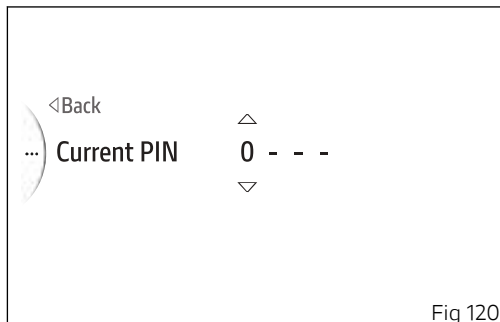 ◁Back
... Current PIN 0 - - -
Fig 120